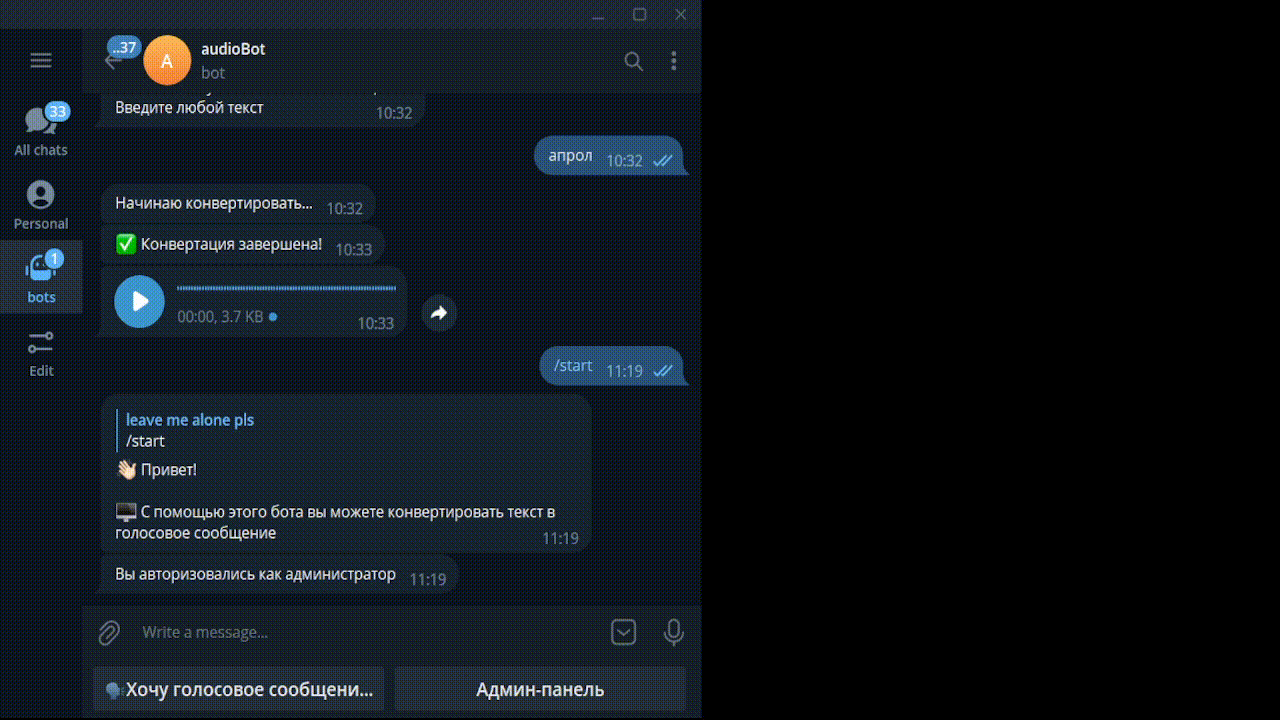 ..37
A
audioBot
bot
33
All chats
Personal
1
bots
Edit
Введите любой текст
10:32
апрол
10:32
Начинаю конвертировать...
10:32
✅ Конвертация завершена!
10:33
00:00, 3.7 KB
10:33
/start
11:19
leave me alone pls
/start
👋 Привет!
🖥 С помощью этого бота вы можете конвертировать текст в
голосовое сообщение
11:19
Вы авторизовались как администратор
11:19
Write a message...
🗣Хочу голосовое сообщени...
Админ-панель